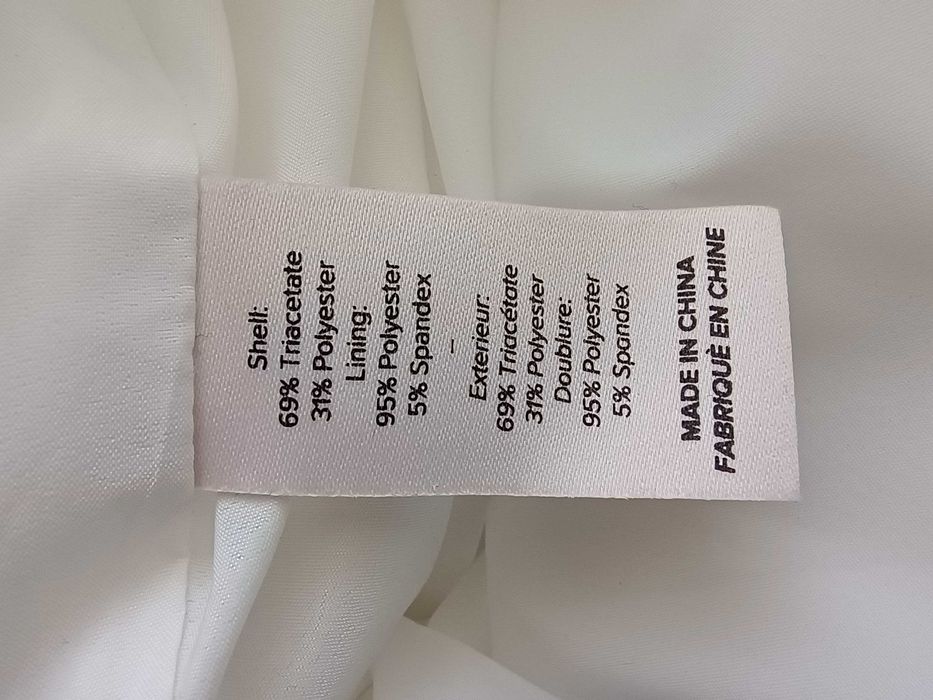 Shell:
69% Triacetate
31% Polyester
Lining:
95% Polyester
5% Spandex
–
Exterieur:
69% Triacétate
31% Polyester
Doublure:
95% Polyester
5% Spandex
MADE IN CHINA
FABRIQUÈ EN CHINE